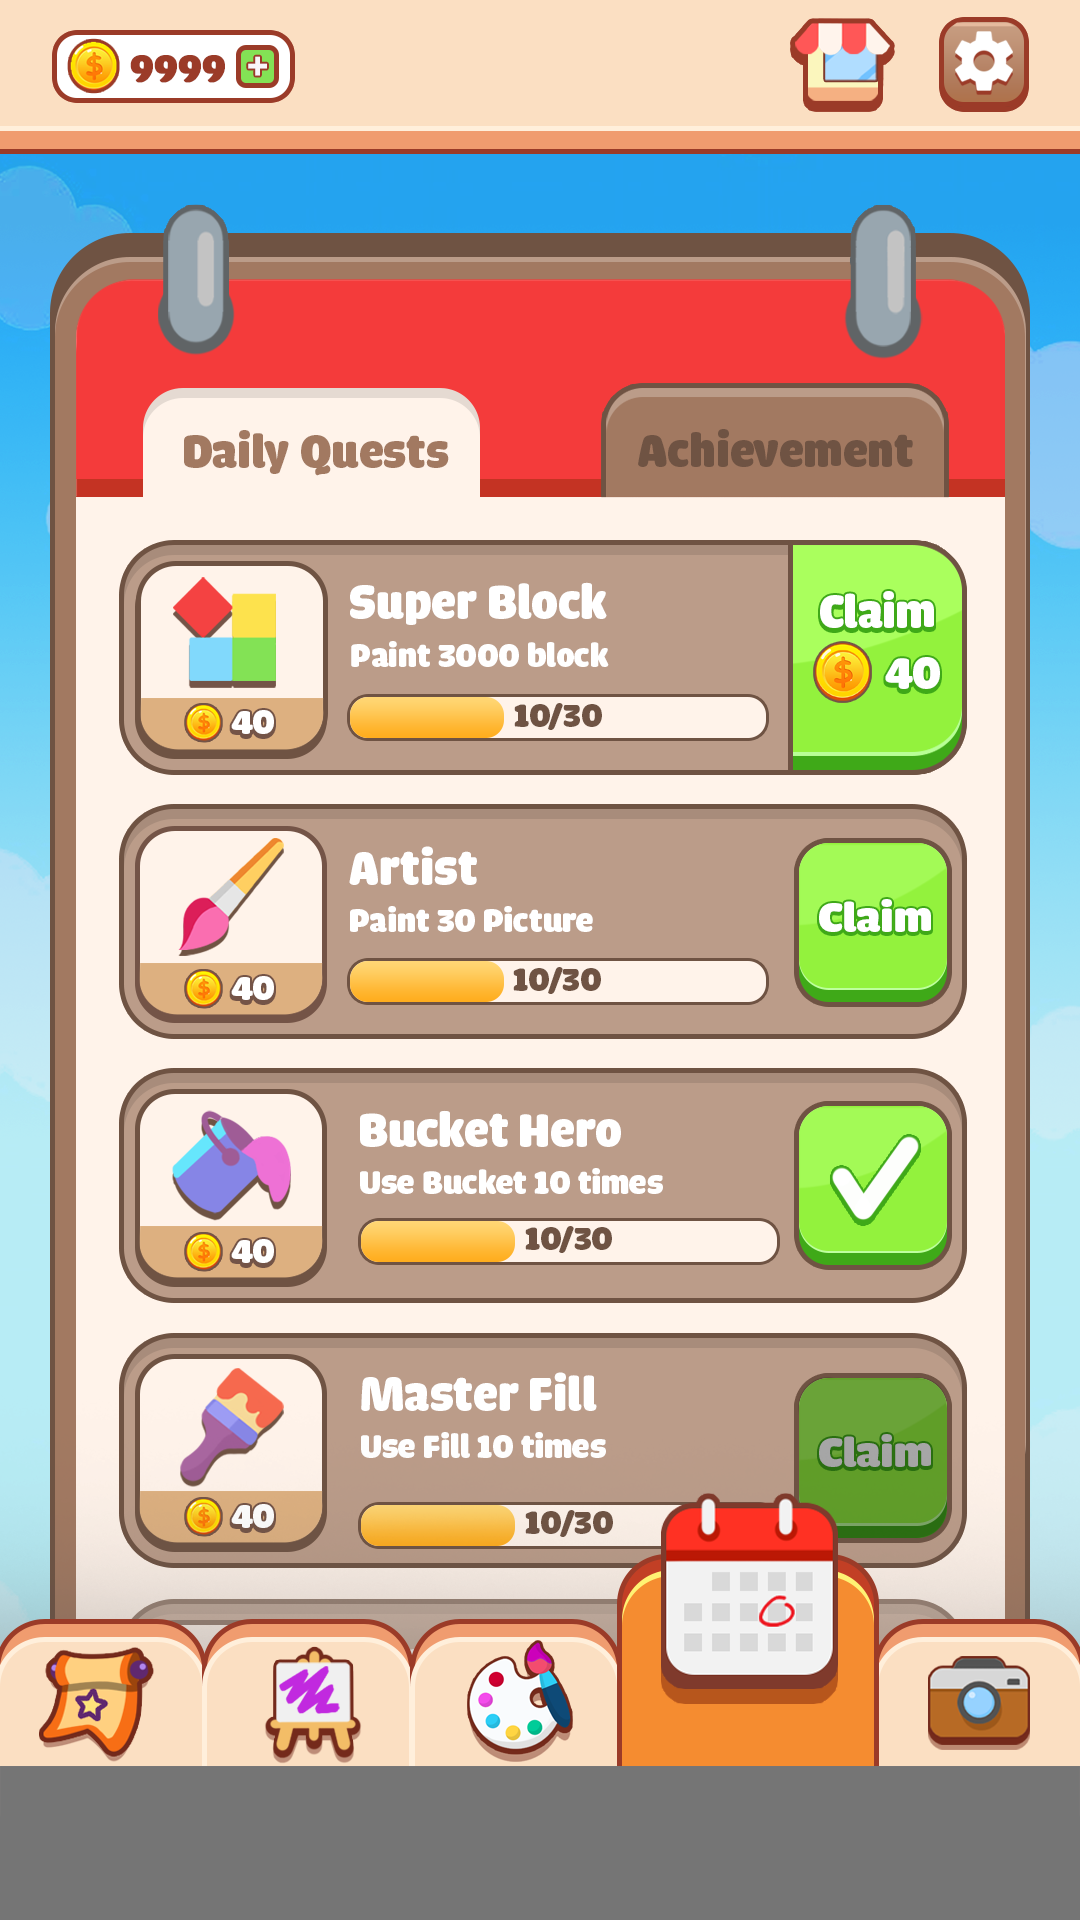 9999
Daily Quests
Achievement
Super Block
Paint 3000 block
10/30
40
Claim
40
Artist
Paint 30 Picture
10/30
40
Claim
Bucket Hero
Use Bucket 10 times
10/30
40
Master Fill
Use Fill 10 times
10/30
40
Claim